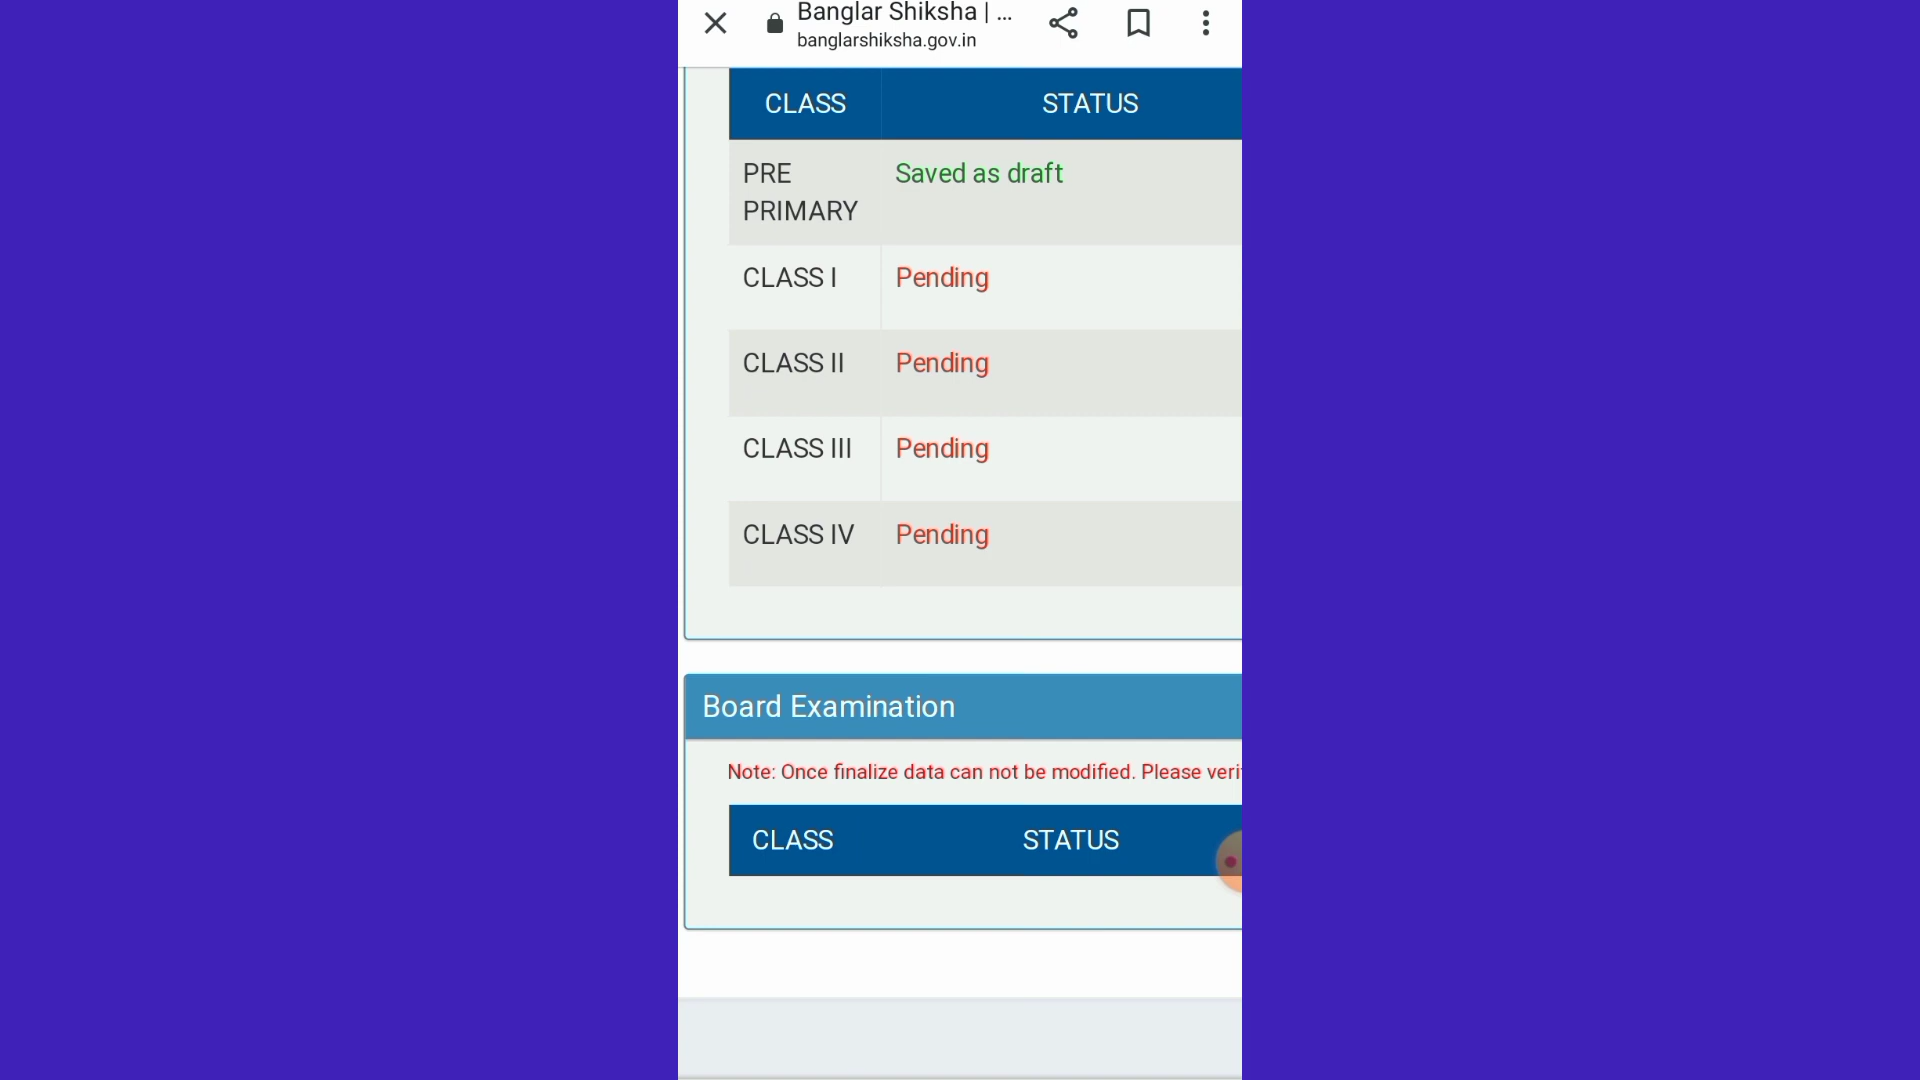 Banglar Shiksha | ...
banglarshiksha.gov.in
CLASS STATUS
PRE PRIMARY Saved as draft
CLASS I Pending
CLASS II Pending
CLASS III Pending
CLASS IV Pending
Board Examination
Note: Once finalize data can not be modified. Please
CLASS STATUS